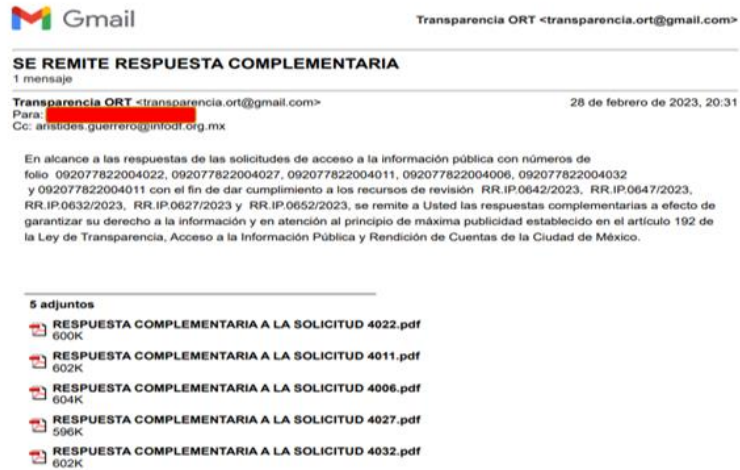 Gmail
Transparencia ORT <transparencia.ort@gmail.com>
SE REMITE RESPUESTA COMPLEMENTARIA
1 mensaje
Transparencia ORT <transparencia.ort@gmail.com>
28 de febrero de 2023, 20:31
Para:
Cc: aristides.guerrero@infodf.org.mx
En alcance a las respuestas de las solicitudes de acceso a la información pública con números de
folio 092077822004022, 092077822004027, 092077822004011, 092077822004006, 092077822004032
y 092077822004011 con el fin de dar cumplimiento a los recursos de revisión RR.IP.0642/2023, RR.IP.0647/2023,
RR.IP.0632/2023, RR.IP.0627/2023 y RR.IP.0652/2023, se remite a Usted las respuestas complementarias a efecto de
garantizar su derecho a la información y en atención al principio de máxima publicidad establecido en el artículo 192 de
la Ley de Transparencia, Acceso a la Información Pública y Rendición de Cuentas de la Ciudad de México.
5 adjuntos
RESPUESTA COMPLEMENTARIA A LA SOLICITUD 4022.pdf
600K
RESPUESTA COMPLEMENTARIA A LA SOLICITUD 4011.pdf
602K
RESPUESTA COMPLEMENTARIA A LA SOLICITUD 4006.pdf
604K
RESPUESTA COMPLEMENTARIA A LA SOLICITUD 4027.pdf
596K
RESPUESTA COMPLEMENTARIA A LA SOLICITUD 4032.pdf
602K